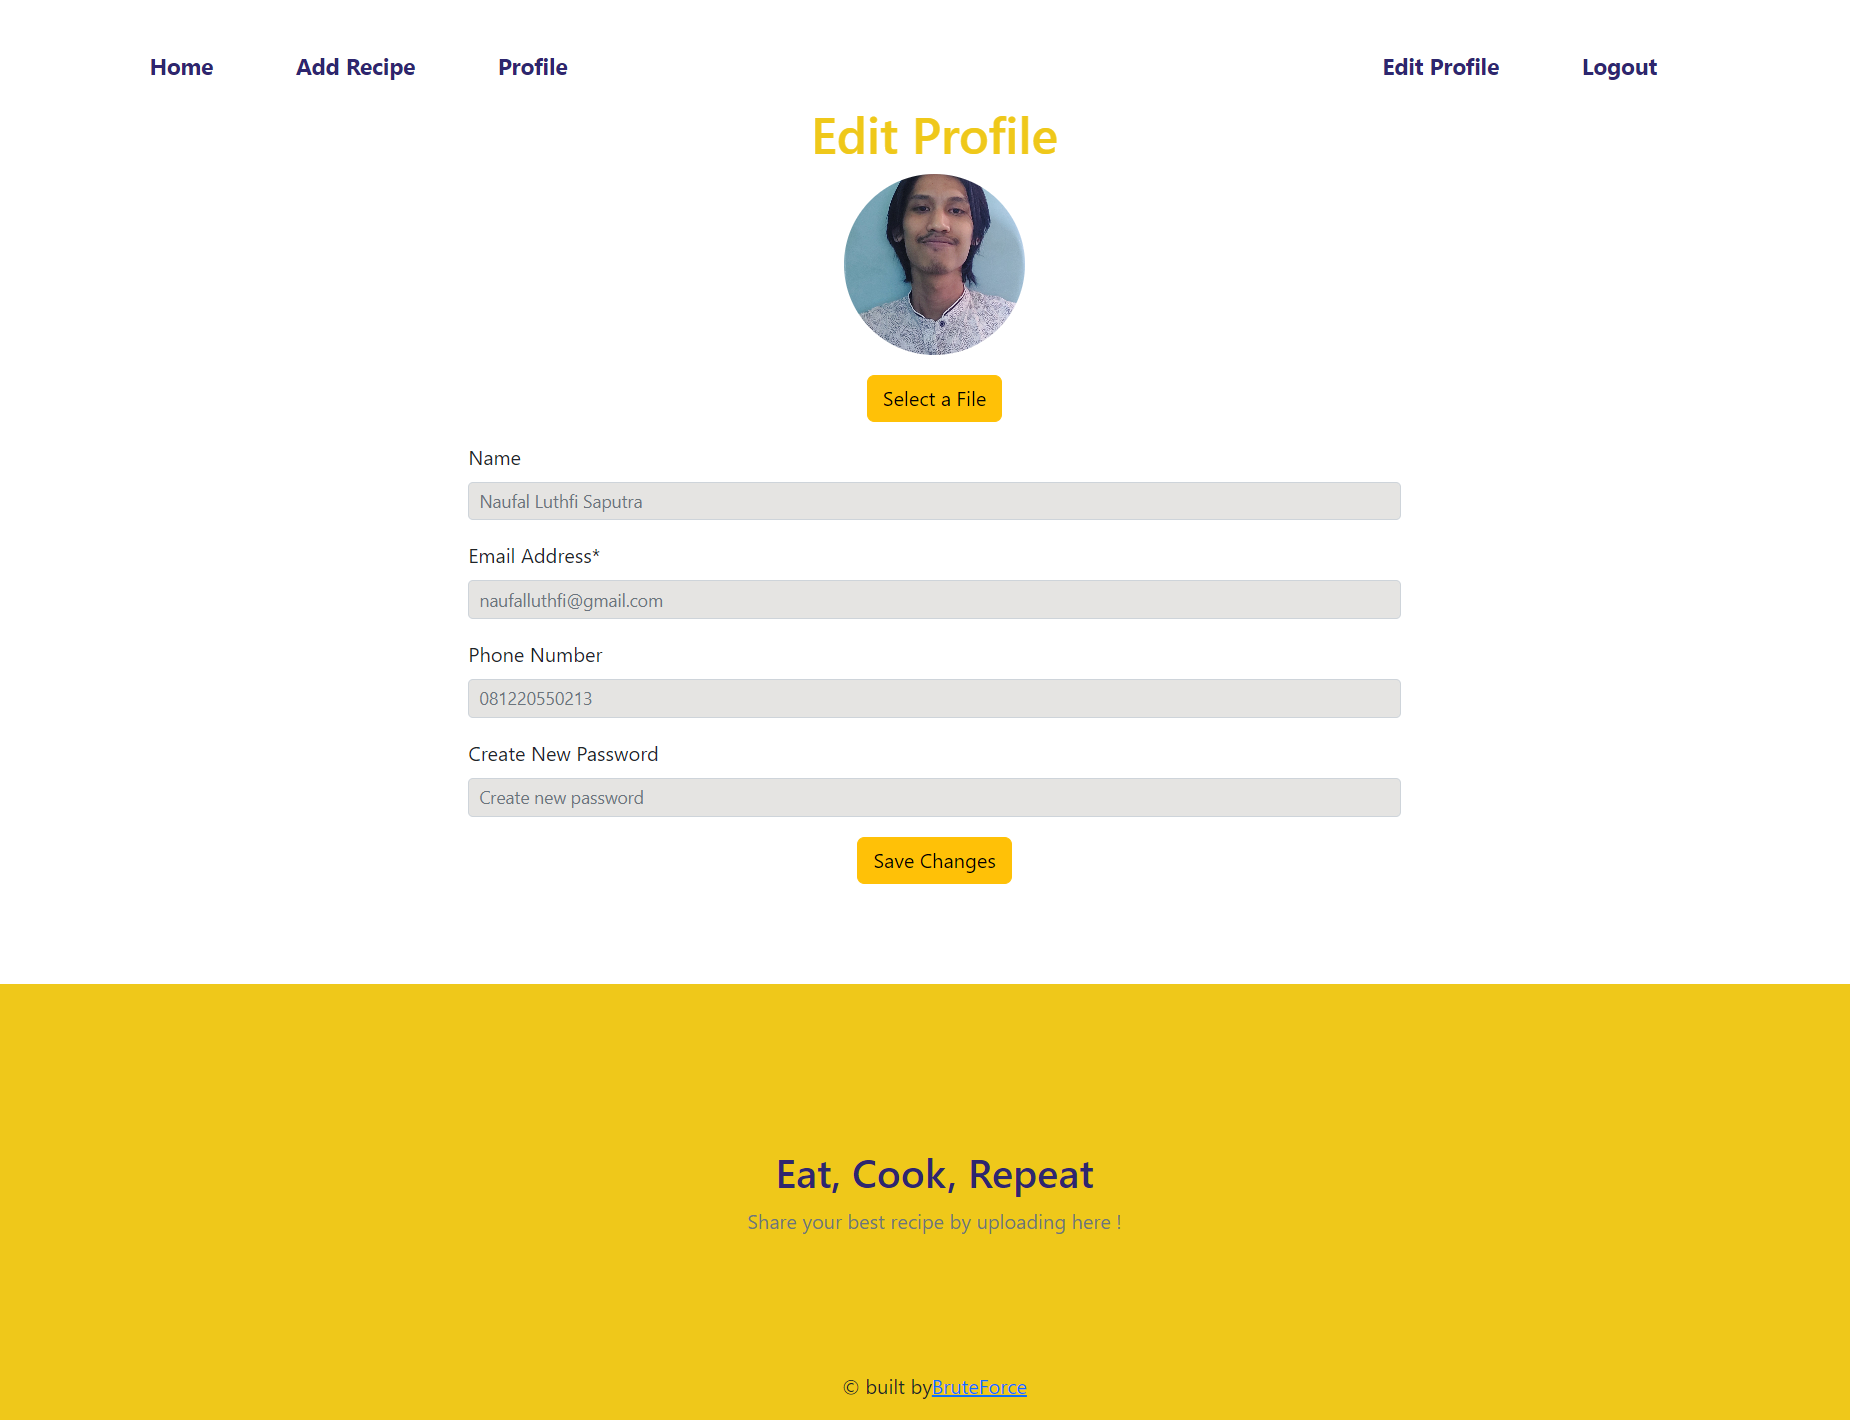 Home Add Recipe Profile Edit Profile Logout
Edit Profile
Select a File
Name
Naufal Luthfi Saputra
Email Address*
naufalluthfi@gmail.com
Phone Number
081220550213
Create New Password
Create new password
Save Changes
Eat, Cook, Repeat
Share your best recipe by uploading here !
© built byBruteForce